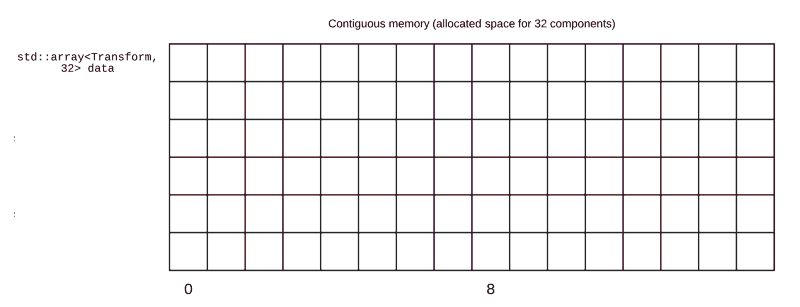 Contiguous memory (allocated space for 32 components)
std::array<Transform,
32> data
0
8